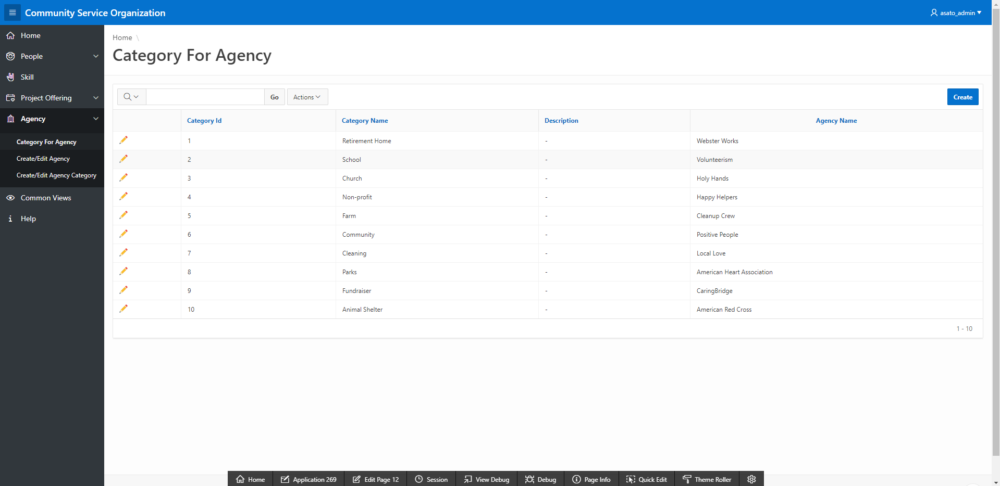 Community Service Organization
asato_admin
Home
People
Skill
Project Offering
Agency
Category For Agency
Create/Edit Agency
Create/Edit Agency Category
Common Views
Help
Home \
Category For Agency
Go Actions Create
Category Id Category Name Description Agency Name
1 Retirement Home - Webster Works
2 School - Volunteerism
3 Church - Holy Hands
4 Non-profit - Happy Helpers
5 Farm - Cleanup Crew
6 Community - Positive People
7 Cleaning - Local Love
8 Parks - American Heart Association
9 Fundraiser - CaringBridge
10 Animal Shelter - American Red Cross
1 - 10
Home Application 269 Edit Page 12 Session View Debug Debug Page Info Quick Edit Theme Roller